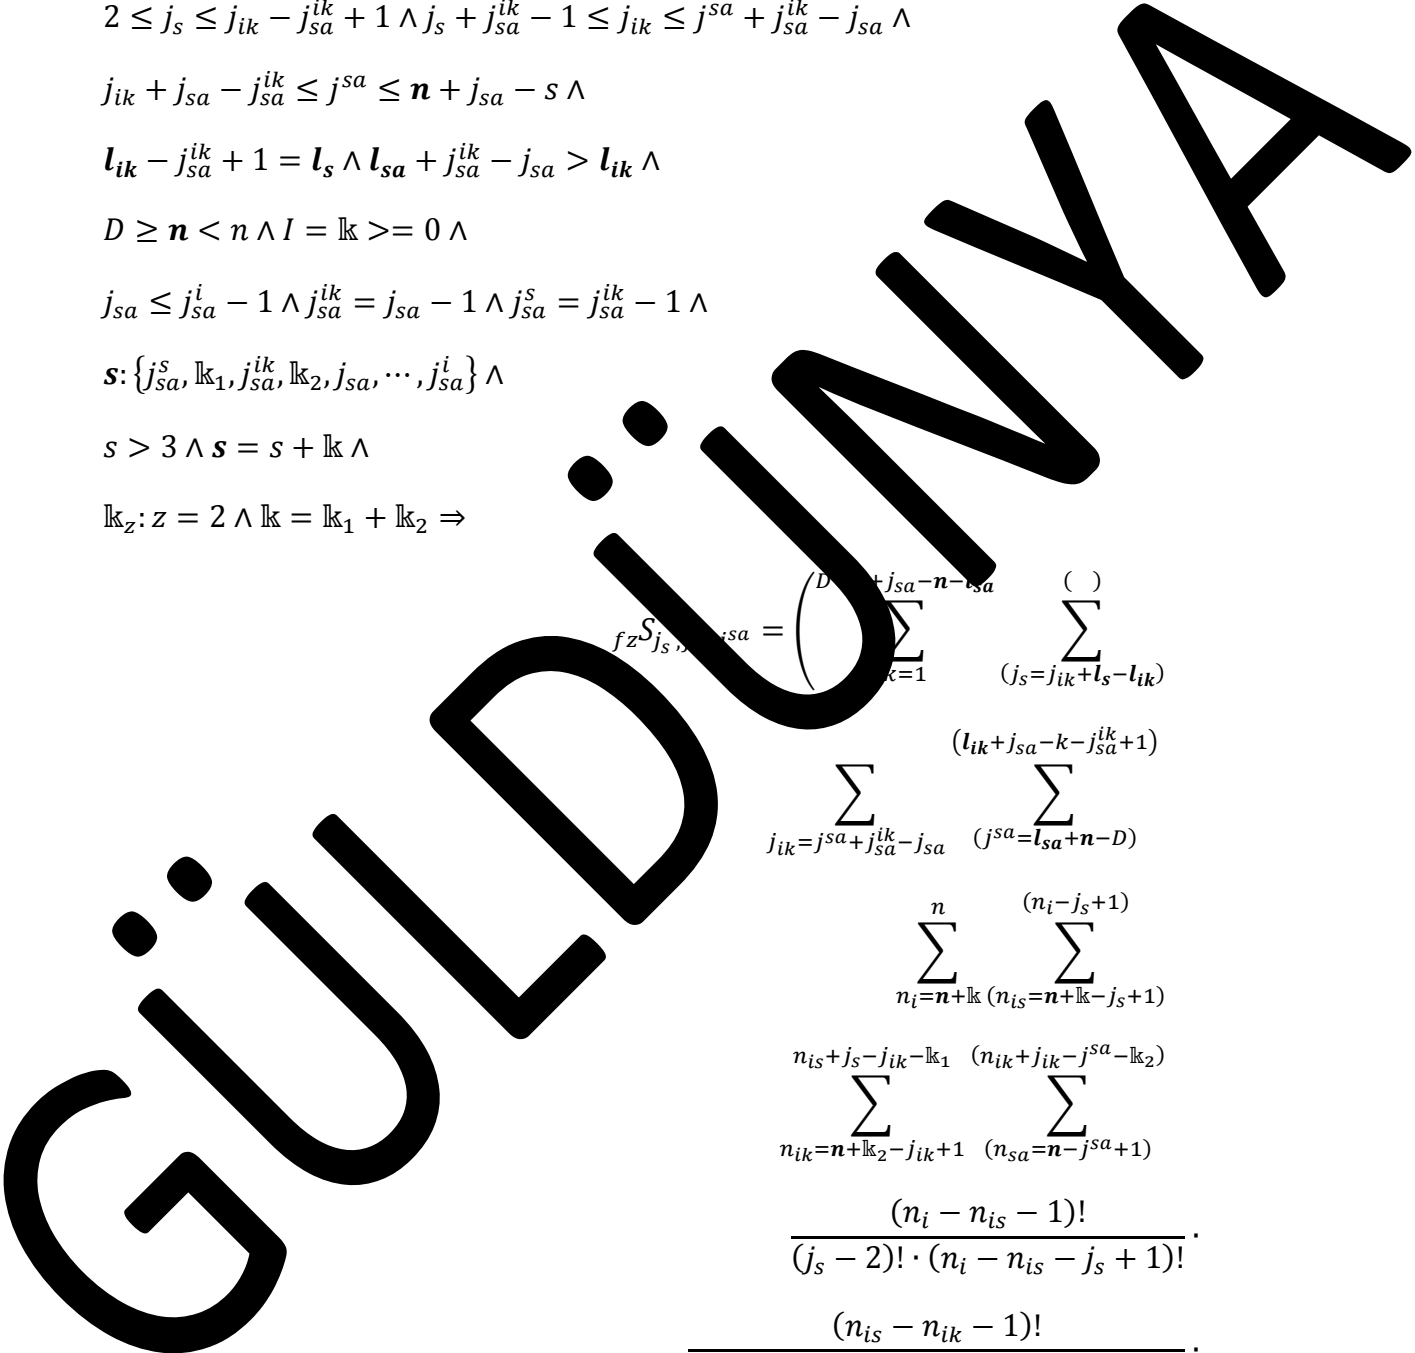 2 ≤ j_s ≤ j_{ik} − j_{sa}^{ik} + 1 ∧ j_s + j_{sa}^{ik} − 1 ≤ j_{ik} ≤ j^{sa} + j_{sa}^{ik} − j_{sa} ∧
j_{ik} + j_{sa} − j_{sa}^{ik} ≤ j^{sa} ≤ n + j_{sa} − s ∧
l_{ik} − j_{sa}^{ik} + 1 = l_s ∧ l_{sa} + j_{sa}^{ik} − j_{sa} > l_{ik} ∧
D ≥ n < n ∧ I = 𝕜 >= 0 ∧
j_{sa} ≤ j_{sa}^{i} − 1 ∧ j_{sa}^{ik} = j_{sa} − 1 ∧ j_{sa}^{s} = j_{sa}^{ik} − 1 ∧
s: {j_{sa}^{s}, 𝕜_1, j_{sa}^{ik}, 𝕜_2, j_{sa}, ⋯, j_{sa}^{i}} ∧
s > 3 ∧ s = s + 𝕜 ∧
𝕜_z: z = 2 ∧ 𝕜 = 𝕜_1 + 𝕜_2 ⇒
D +j_{sa}−n−l_{sa} ( )
_{fz}S_{j_s, j^{sa}} = ( ∑ ∑
k=1 (j_s=j_{ik}+l_s−l_{ik})
(l_{ik}+j_{sa}−k−j_{sa}^{ik}+1)
∑ ∑
j_{ik}=j^{sa}+j_{sa}^{ik}−j_{sa} (j^{sa}=l_{sa}+n−D)
n (n_i−j_s+1)
∑ ∑
n_i=n+𝕜 (n_{is}=n+𝕜−j_s+1)
n_{is}+j_s−j_{ik}−𝕜_1 (n_{ik}+j_{ik}−j^{sa}−𝕜_2)
∑ ∑
n_{ik}=n+𝕜_2−j_{ik}+1 (n_{sa}=n−j^{sa}+1)
(n_i − n_{is} − 1)!
(j_s − 2)! · (n_i − n_{is} − j_s + 1)! ·
(n_{is} − n_{ik} − 1)! ·
GÜLDÜNYA